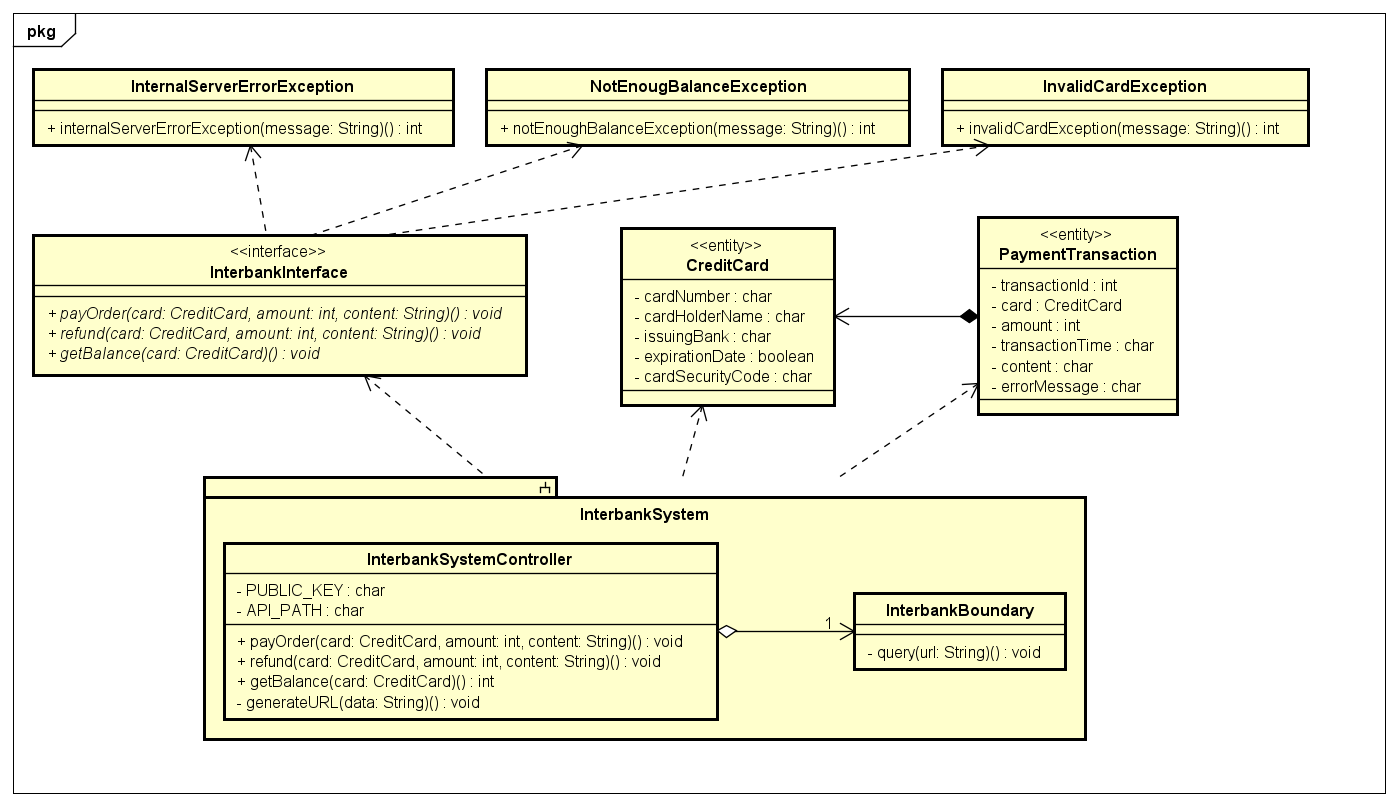 pkg
InternalServerErrorException
+ internalServerErrorException(message: String)() : int
NotEnougBalanceException
+ notEnoughBalanceException(message: String)() : int
InvalidCardException
+ invalidCardException(message: String)() : int
<<interface>>
InterbankInterface
+ payOrder(card: CreditCard, amount: int, content: String)() : void
+ refund(card: CreditCard, amount: int, content: String)() : void
+ getBalance(card: CreditCard)() : void
<<entity>>
CreditCard
- cardNumber : char
- cardHolderName : char
- issuingBank : char
- expirationDate : boolean
- cardSecurityCode : char
<<entity>>
PaymentTransaction
- transactionId : int
- card : CreditCard
- amount : int
- transactionTime : char
- content : char
- errorMessage : char
InterbankSystem
InterbankSystemController
- PUBLIC_KEY : char
- API_PATH : char
+ payOrder(card: CreditCard, amount: int, content: String)() : void
+ refund(card: CreditCard, amount: int, content: String)() : void
+ getBalance(card: CreditCard)() : int
- generateURL(data: String)() : void
1
InterbankBoundary
- query(url: String)() : void